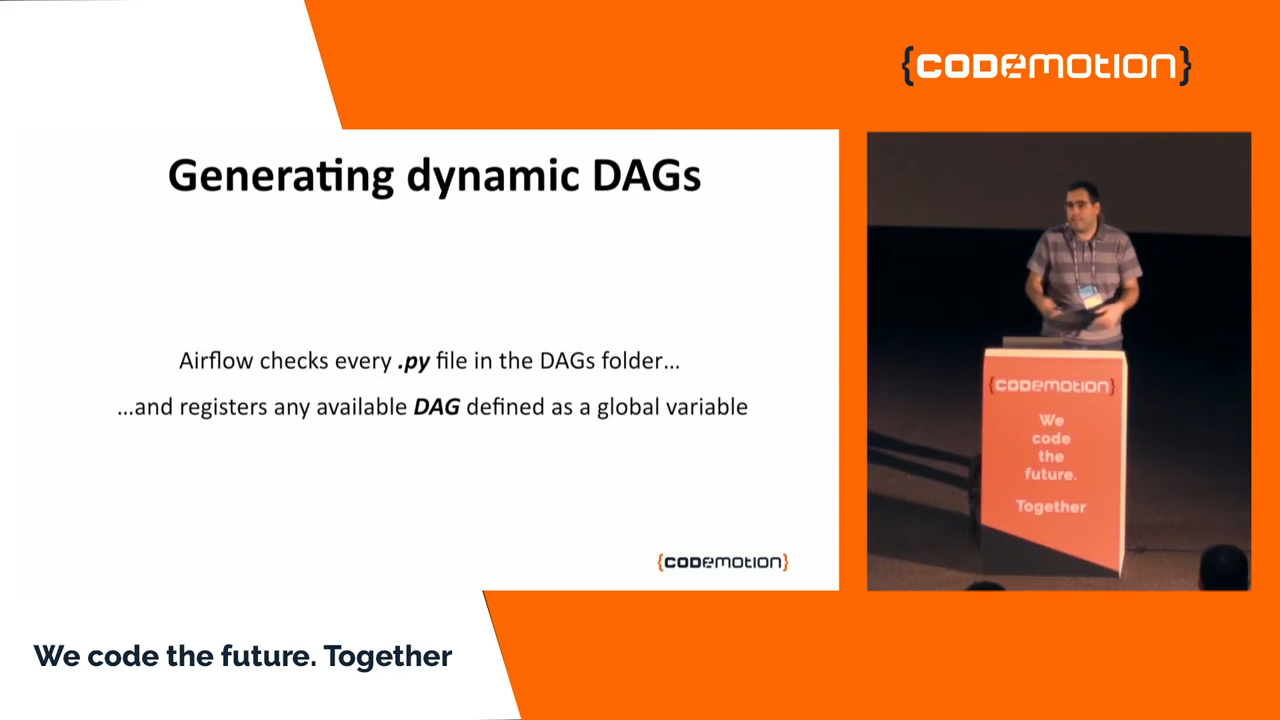 {CODEMOTION}
Generating dynamic DAGs
Airflow checks every .py file in the DAGs folder...
...and registers any available DAG defined as a global variable
{CODEMOTION}
{CODEMOTION}
We
code
the
future.
Together
We code the future. Together